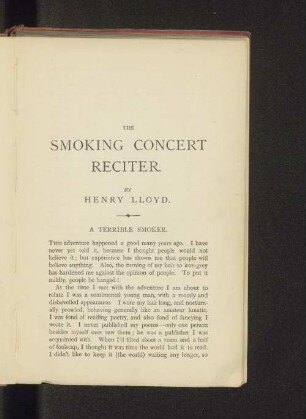 THE
SMOKING CONCERT
RECITER.
BY
HENRY LLOYD.
A TERRIBLE SMOKER.
THIS adventure happened a good many years ago. I have
never yet told it, because I thought people would not
believe it; but experience has shown me that people will
believe anything. Also, the turning of my hair to iron-grey
has hardened me against the opinion of people. To put it
mildly, people be hanged!
At the time I met with the adventure I am about to
relate I was a sentimental young man, with a moody and
dishevelled appearance. I wore my hair long, and nocturn-
ally prowled, behaving generally like an amateur lunatic.
I was fond of reading poetry, and also fond of fancying I
wrote it. I never published my poems—only one person
besides myself ever saw them; he was a publisher I was
acquainted with. When I'd filled about a ream and a half
of foolscap, I thought it was time the world had it to read.
I didn't like to keep it (the world) waiting any longer, so